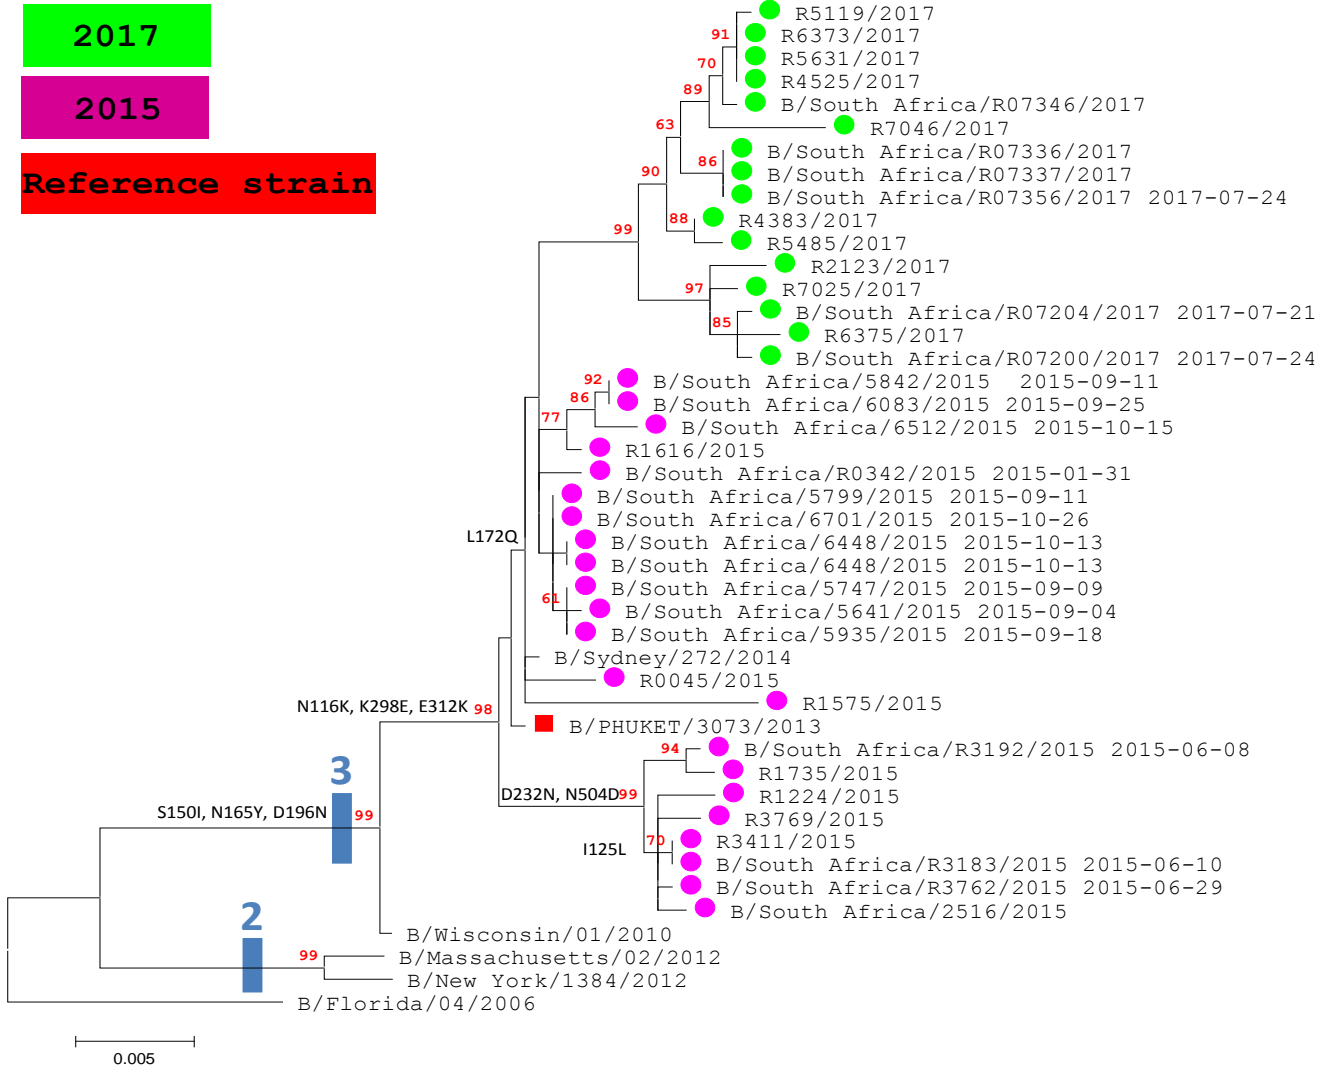 2017
2015
Reference strain
R5119/2017
91
R6373/2017
R5631/2017
70
R4525/2017
89
B/South Africa/R07346/2017
63
R7046/2017
B/South Africa/R07336/2017
86
90
B/South Africa/R07337/2017
B/South Africa/R07356/2017 2017-07-24
88
R4383/2017
99
R5485/2017
R2123/2017
97
R7025/2017
B/South Africa/R07204/2017 2017-07-21
85
R6375/2017
B/South Africa/R07200/2017 2017-07-24
92
B/South Africa/5842/2015 2015-09-11
86
B/South Africa/6083/2015 2015-09-25
77
B/South Africa/6512/2015 2015-10-15
R1616/2015
B/South Africa/R0342/2015 2015-01-31
B/South Africa/5799/2015 2015-09-11
B/South Africa/6701/2015 2015-10-26
L172Q
B/South Africa/6448/2015 2015-10-13
B/South Africa/6448/2015 2015-10-13
B/South Africa/5747/2015 2015-09-09
61
B/South Africa/5641/2015 2015-09-04
B/South Africa/5935/2015 2015-09-18
B/Sydney/272/2014
R0045/2015
R1575/2015
N116K, K298E, E312K 98
B/PHUKET/3073/2013
94
B/South Africa/R3192/2015 2015-06-08
3
R1735/2015
D232N, N504D 99
R1224/2015
S150I, N165Y, D196N 99
R3769/2015
70
R3411/2015
I125L
B/South Africa/R3183/2015 2015-06-10
B/South Africa/R3762/2015 2015-06-29
B/South Africa/2516/2015
2
B/Wisconsin/01/2010
99
B/Massachusetts/02/2012
B/New York/1384/2012
B/Florida/04/2006
0.005